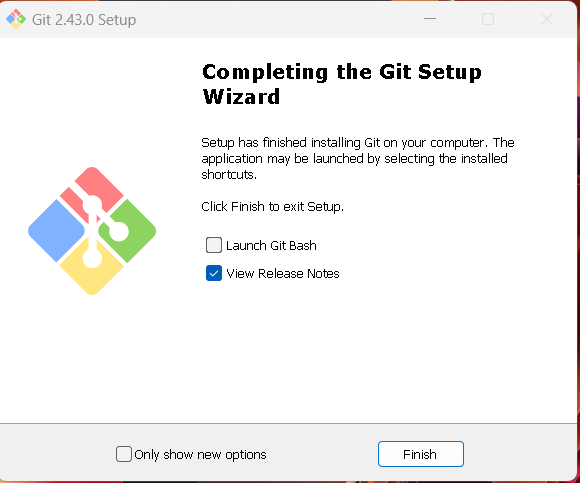 Git 2.43.0 Setup
Completing the Git Setup
Wizard
Setup has finished installing Git on your computer. The
application may be launched by selecting the installed
shortcuts.
Click Finish to exit Setup.
Launch Git Bash
View Release Notes
Only show new options
Finish